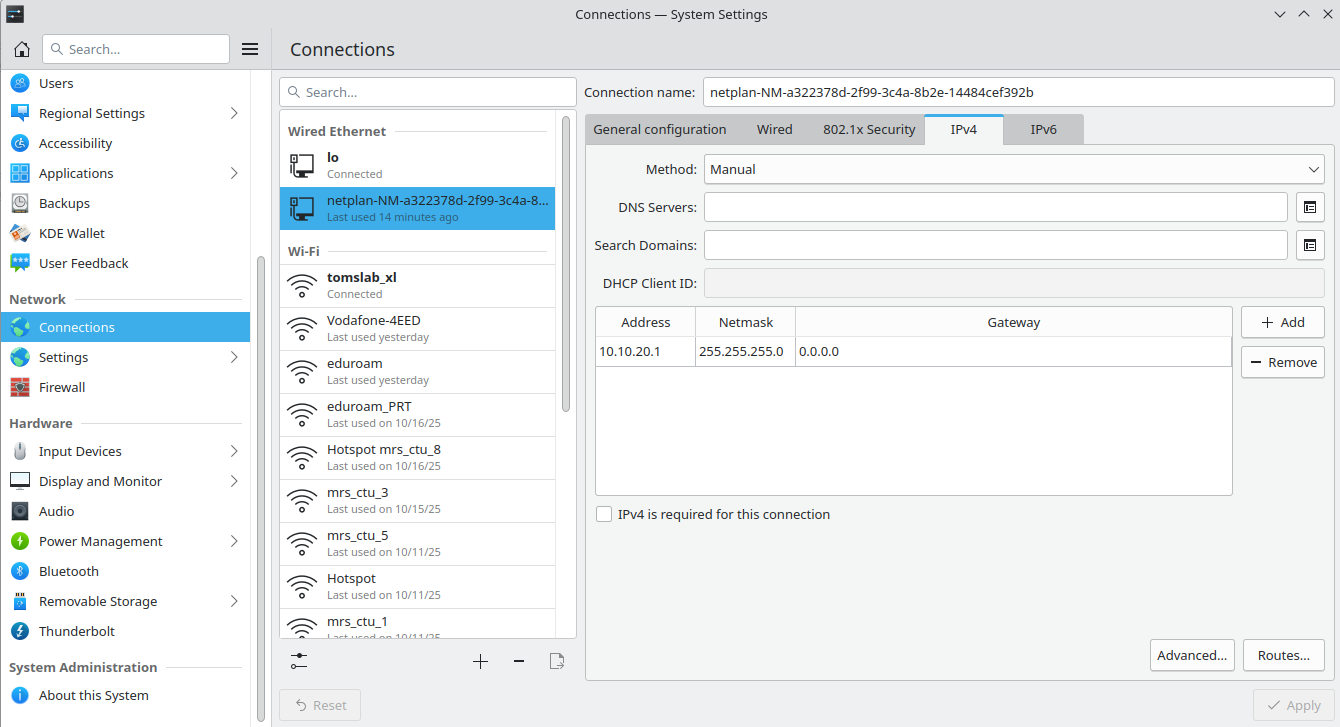 Connections — System Settings
Search...
Connections
Users
Regional Settings
Accessibility
Applications
Backups
KDE Wallet
User Feedback
Network
Connections
Settings
Firewall
Hardware
Input Devices
Display and Monitor
Audio
Power Management
Bluetooth
Removable Storage
Thunderbolt
System Administration
About this System
Search...
Wired Ethernet
lo
Connected
netplan-NM-a322378d-2f99-3c4a-8...
Last used 14 minutes ago
Wi-Fi
tomslab_xl
Connected
Vodafone-4EED
Last used yesterday
eduroam
Last used yesterday
eduroam_PRT
Last used on 10/16/25
Hotspot mrs_ctu_8
Last used on 10/16/25
mrs_ctu_3
Last used on 10/15/25
mrs_ctu_5
Last used on 10/11/25
Hotspot
Last used on 10/11/25
mrs_ctu_1
Last used on 10/11/25
Reset
Connection name: netplan-NM-a322378d-2f99-3c4a-8b2e-14484cef392b
General configuration Wired 802.1x Security IPv4 IPv6
Method: Manual
DNS Servers:
Search Domains:
DHCP Client ID:
Address Netmask Gateway
10.10.20.1 255.255.255.0 0.0.0.0
Add
Remove
IPv4 is required for this connection
Advanced... Routes...
Apply